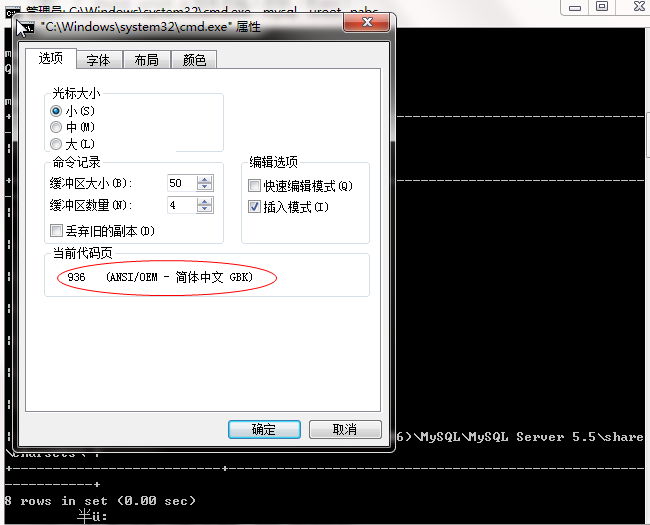 管理员: C:\Windows\system32\cmd.exe - mysql -uroot -pabc
"C:\Windows\system32\cmd.exe" 属性
选项 字体 布局 颜色
光标大小
小(S)
中(M)
大(L)
命令记录
缓冲区大小(B): 50
缓冲区数量(N): 4
丢弃旧的副本(D)
编辑选项
快速编辑模式(Q)
插入模式(I)
当前代码页
936 (ANSI/OEM - 简体中文 GBK)
确定 取消
6)\MySQL\MySQL Server 5.5\share
8 rows in set (0.00 sec)
半ü: